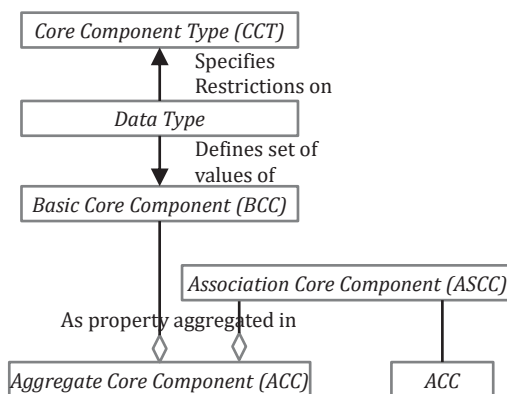 Core Component Type (CCT)
Specifies
Restrictions on
Data Type
Defines set of
values of
Basic Core Component (BCC)
Association Core Component (ASCC)
As property aggregated in
Aggregate Core Component (ACC)
ACC